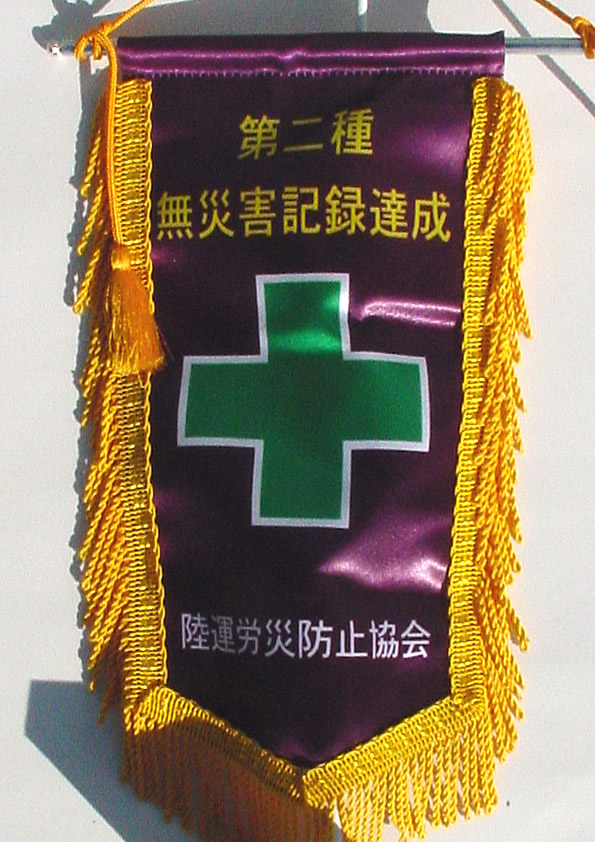 第二種
無災害記録達成
陸運労災防止協会